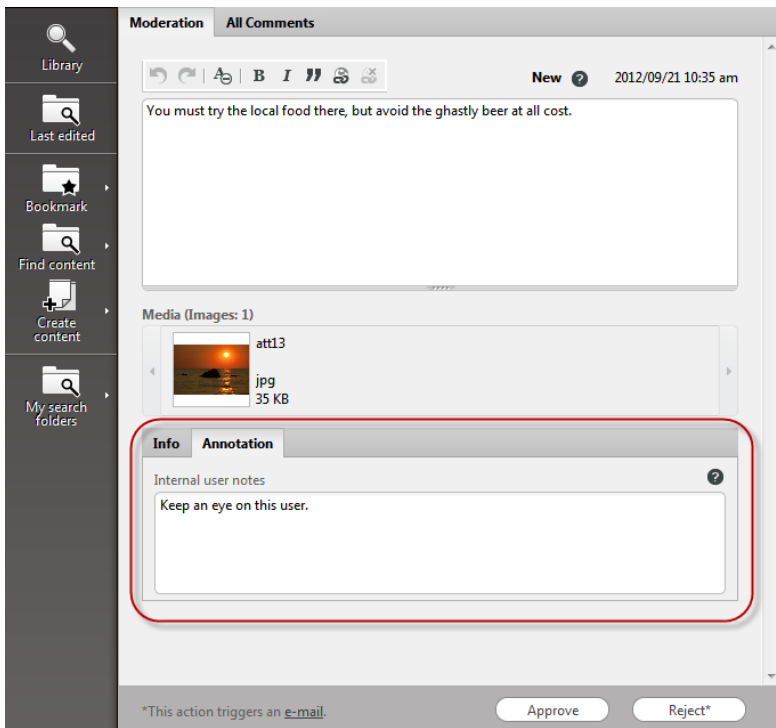 Library
Last edited
Bookmark
Find content
Create
content
My search
folders
Moderation All Comments
B I
New ? 2012/09/21 10:35 am
You must try the local food there, but avoid the ghastly beer at all cost.
Media (Images: 1)
att13
jpg
35 KB
Info Annotation
Internal user notes ?
Keep an eye on this user.
*This action triggers an e-mail.
Approve Reject*